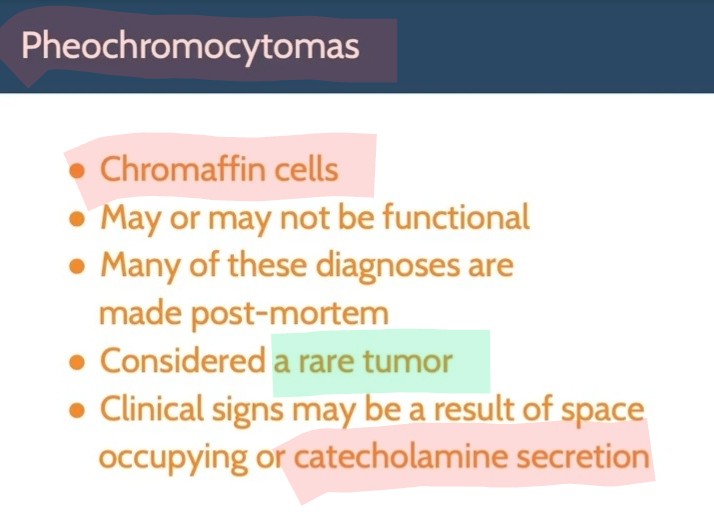 Pheochromocytomas
• Chromaffin cells
• May or may not be functional
• Many of these diagnoses are
made post-mortem
• Considered a rare tumor
• Clinical signs may be a result of space
occupying or catecholamine secretion